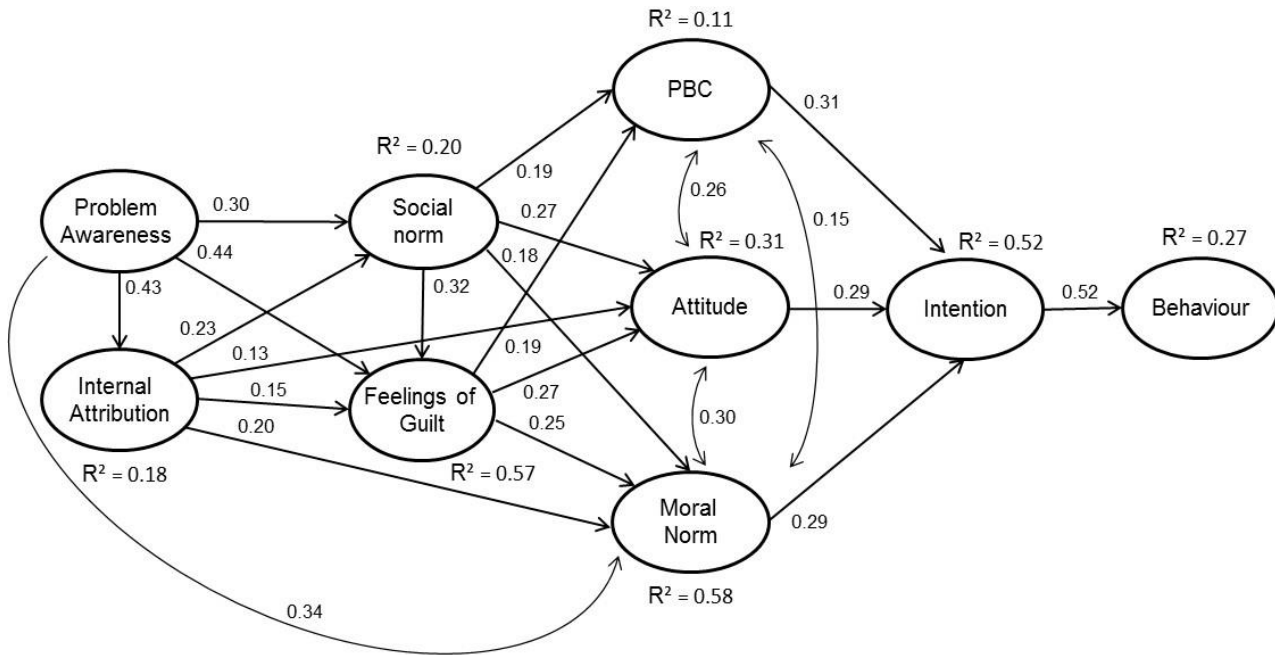 R² = 0.11
PBC
0.31
R² = 0.20
0.19
0.26
Problem
Awareness
0.30
Social
norm
0.27
0.15
R² = 0.31
R² = 0.52
R² = 0.27
0.44
0.18
0.43
0.32
Attitude
0.29
Intention
0.52
Behaviour
0.23
0.13
0.19
Internal
Attribution
0.15
Feelings of
Guilt
0.27
0.30
0.20
0.25
R² = 0.18
R² = 0.57
Moral
Norm
0.29
R² = 0.58
0.34